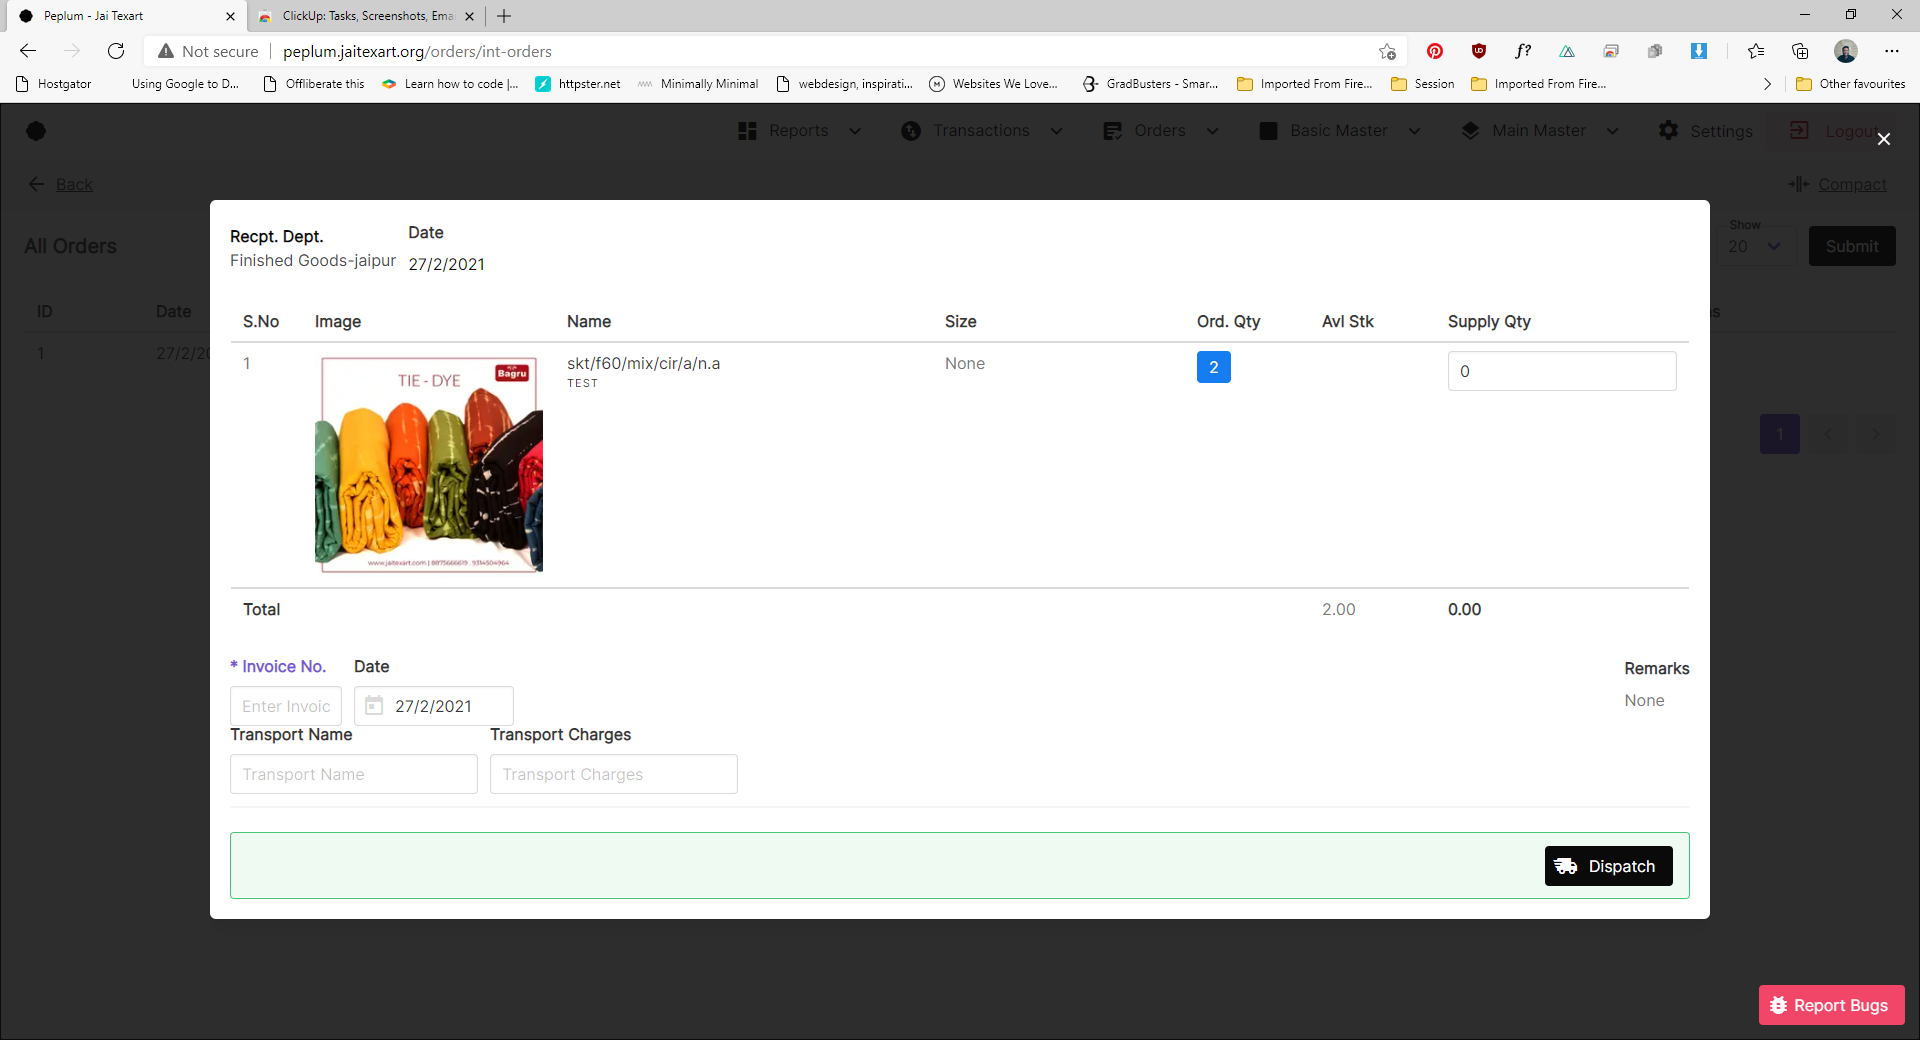 Peplum - Jai Texart
ClickUp: Tasks, Screenshots, Ema
Not secure
peplum.jaitexart.org/orders/int-orders
Hostgator
Using Google to D...
Offliberate this
Learn how to code |...
httpster.net
Minimally Minimal
webdesign, inspirati...
Websites We Love...
GradBusters - Smar...
Imported From Fire...
Session
Imported From Fire...
Other favourites
Reports
Transactions
Orders
Basic Master
Main Master
Settings
Logout
Back
Compact
All Orders
Show
20
Submit
ID
Date
1
27/2/20
Recpt. Dept.
Finished Goods-jaipur
Date
27/2/2021
S.No Image Name Size Ord. Qty Avl Stk Supply Qty
1
TIE - DYE
Bagru
www.jaitexart.com | 8875666619 , 9314504964
skt/f60/mix/cir/a/n.a
TEST
None
2
0
1
Total 2.00 0.00
* Invoice No. Date
Enter Invoic
27/2/2021
Remarks
None
Transport Name Transport Charges
Transport Name
Transport Charges
Dispatch
Report Bugs